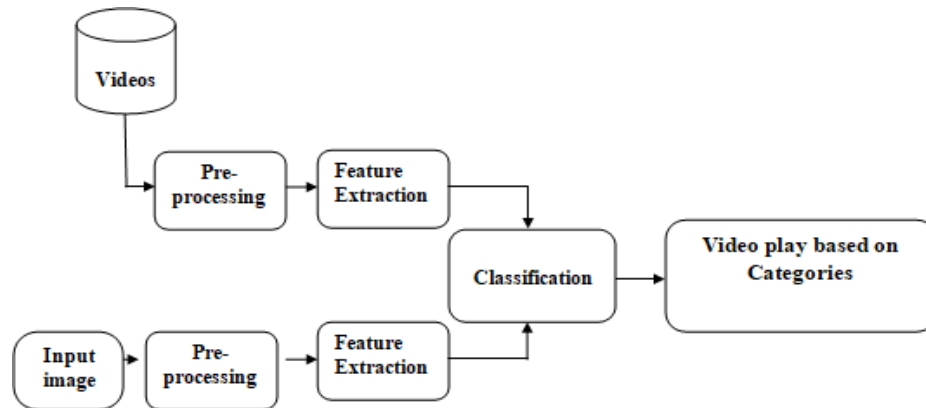 Videos
Pre-
processing
Feature
Extraction
Classification
Video play based on
Categories
Input
image
Pre-
processing
Feature
Extraction